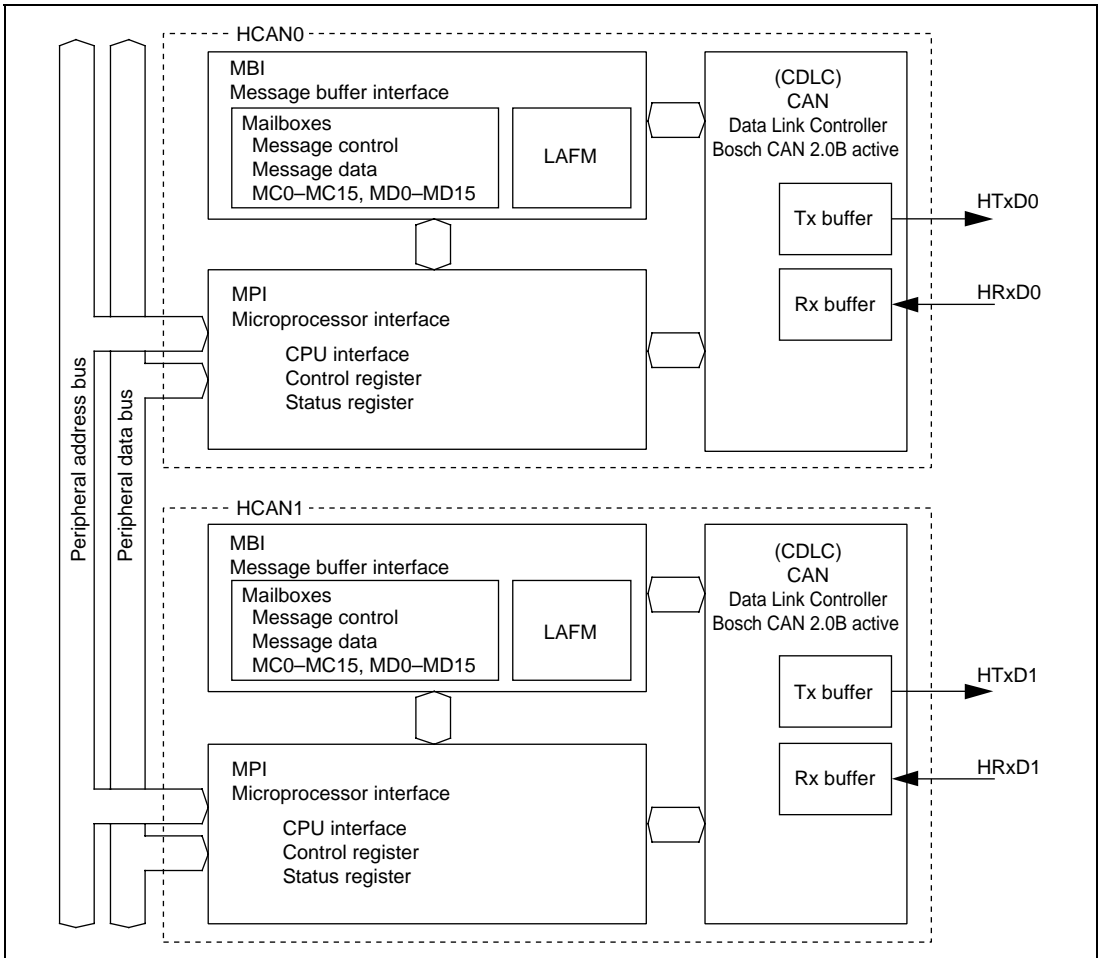 HCAN0
MBI
Message buffer interface
Mailboxes
Message control
Message data
MC0–MC15, MD0–MD15
LAFM
(CDLC)
CAN
Data Link Controller
Bosch CAN 2.0B active
Tx buffer
HTxD0
Rx buffer
HRxD0
MPI
Microprocessor interface
CPU interface
Control register
Status register
Peripheral address bus
Peripheral data bus
HCAN1
MBI
Message buffer interface
Mailboxes
Message control
Message data
MC0–MC15, MD0–MD15
LAFM
(CDLC)
CAN
Data Link Controller
Bosch CAN 2.0B active
Tx buffer
HTxD1
Rx buffer
HRxD1
MPI
Microprocessor interface
CPU interface
Control register
Status register